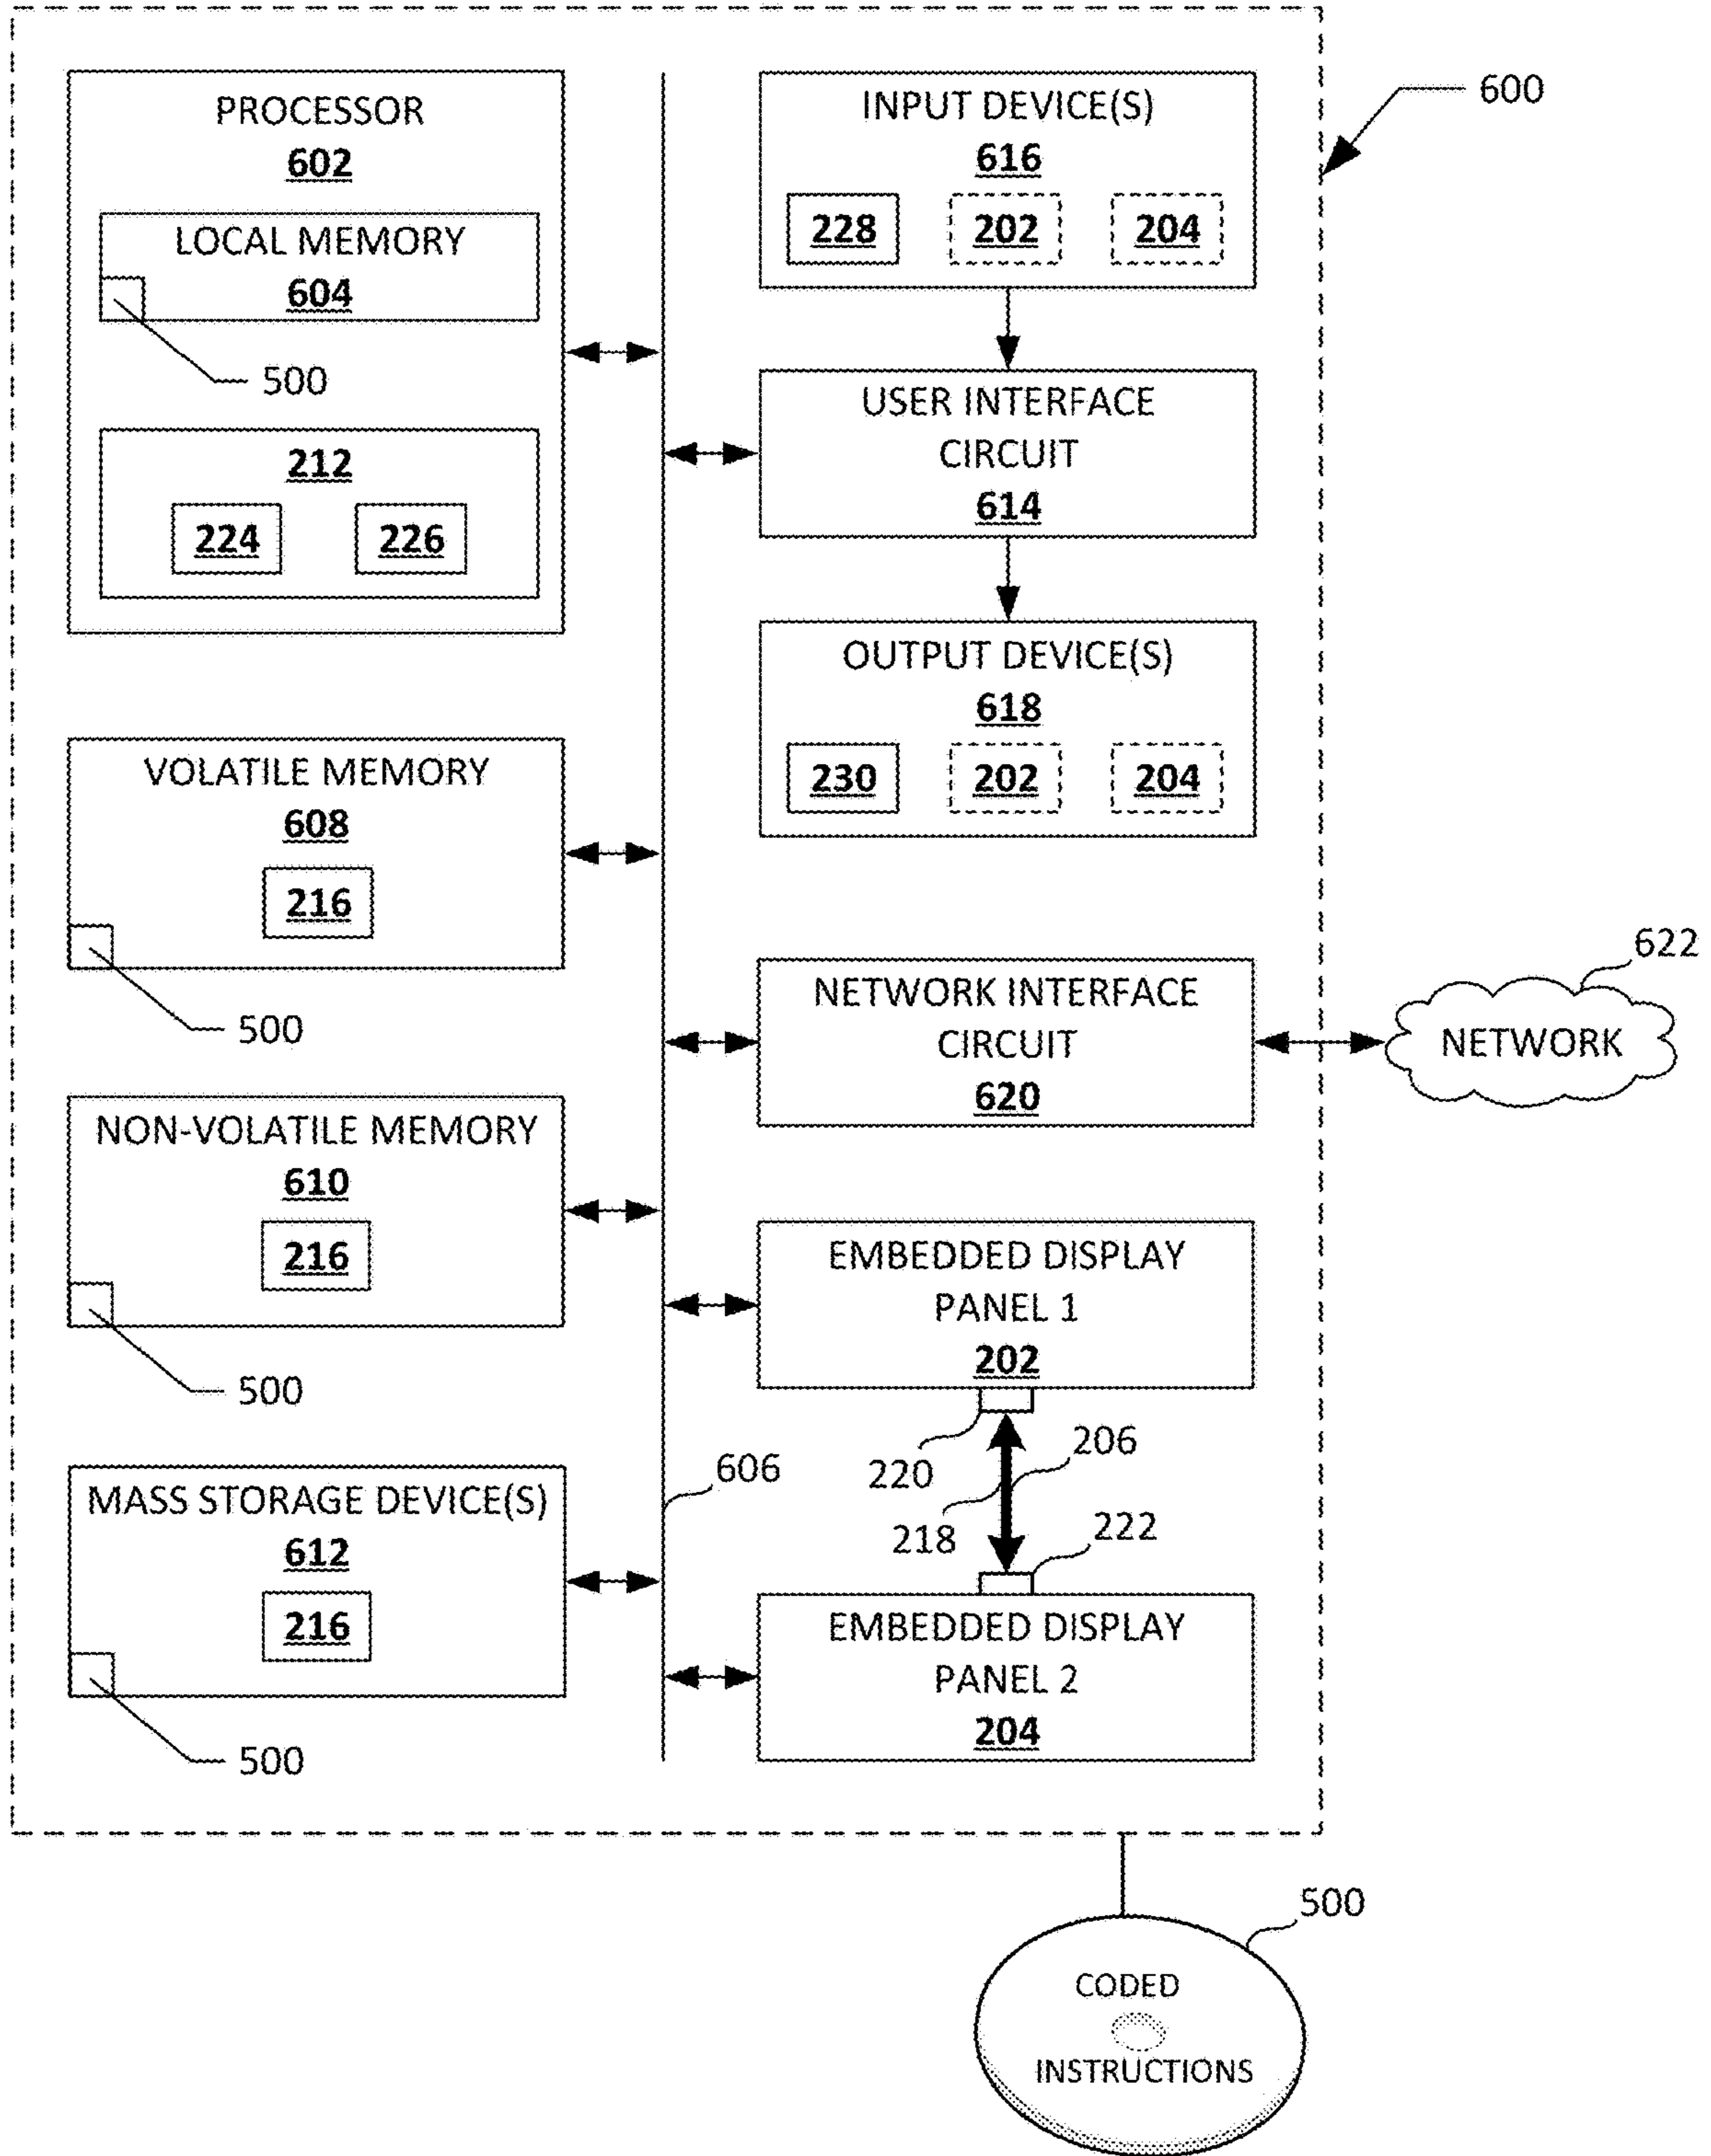 600
PROCESSOR
602
LOCAL MEMORY
604
500
212
224 226
VOLATILE MEMORY
608
216
500
NON-VOLATILE MEMORY
610
216
500
MASS STORAGE DEVICE(S)
612
216
500
606
INPUT DEVICE(S)
616
228 202 204
USER INTERFACE
CIRCUIT
614
OUTPUT DEVICE(S)
618
230 202 204
NETWORK INTERFACE
CIRCUIT
620
622
NETWORK
EMBEDDED DISPLAY
PANEL 1
202
220
206
218
222
EMBEDDED DISPLAY
PANEL 2
204
500
CODED
INSTRUCTIONS